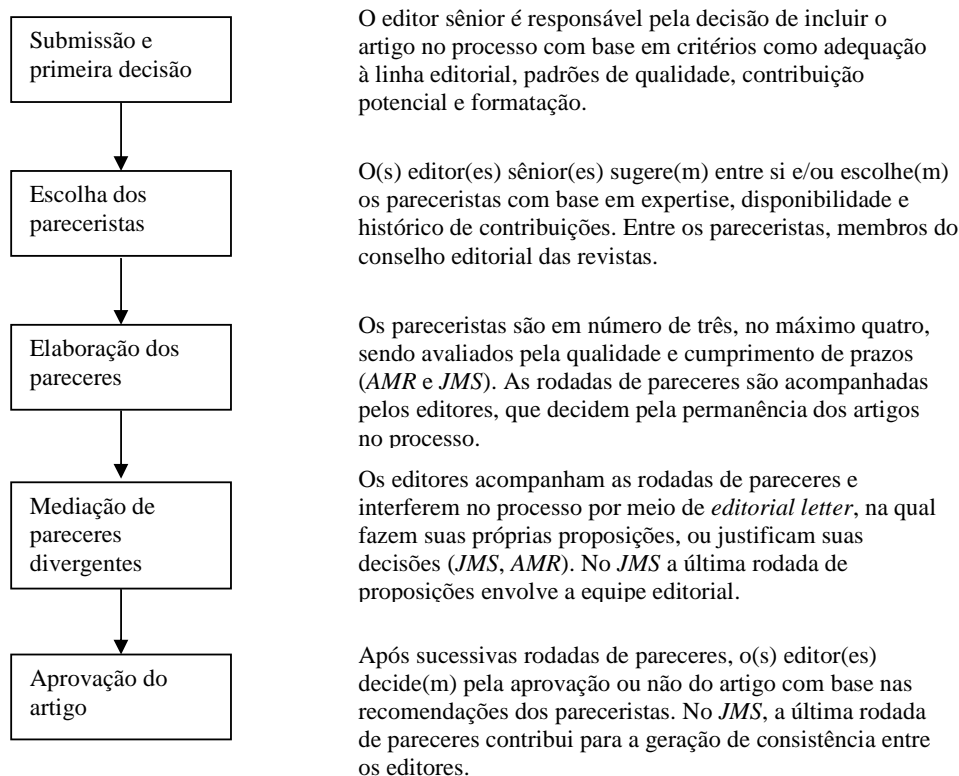 Submissão e
primeira decisão
O editor sênior é responsável pela decisão de incluir o
artigo no processo com base em critérios como adequação
à linha editorial, padrões de qualidade, contribuição
potencial e formatação.
Escolha dos
pareceristas
O(s) editor(es) sênior(es) sugere(m) entre si e/ou escolhe(m)
os pareceristas com base em expertise, disponibilidade e
histórico de contribuições. Entre os pareceristas, membros do
conselho editorial das revistas.
Elaboração dos
pareceres
Os pareceristas são em número de três, no máximo quatro,
sendo avaliados pela qualidade e cumprimento de prazos
(AMR e JMS). As rodadas de pareceres são acompanhadas
pelos editores, que decidem pela permanência dos artigos
no processo.
Mediação de
pareceres
divergentes
Os editores acompanham as rodadas de pareceres e
interferem no processo por meio de editorial letter, na qual
fazem suas próprias proposições, ou justificam suas
decisões (JMS, AMR). No JMS a última rodada de
proposições envolve a equipe editorial.
Aprovação do
artigo
Após sucessivas rodadas de pareceres, o(s) editor(es)
decide(m) pela aprovação ou não do artigo com base nas
recomendações dos pareceristas. No JMS, a última rodada
de pareceres contribui para a geração de consistência entre
os editores.